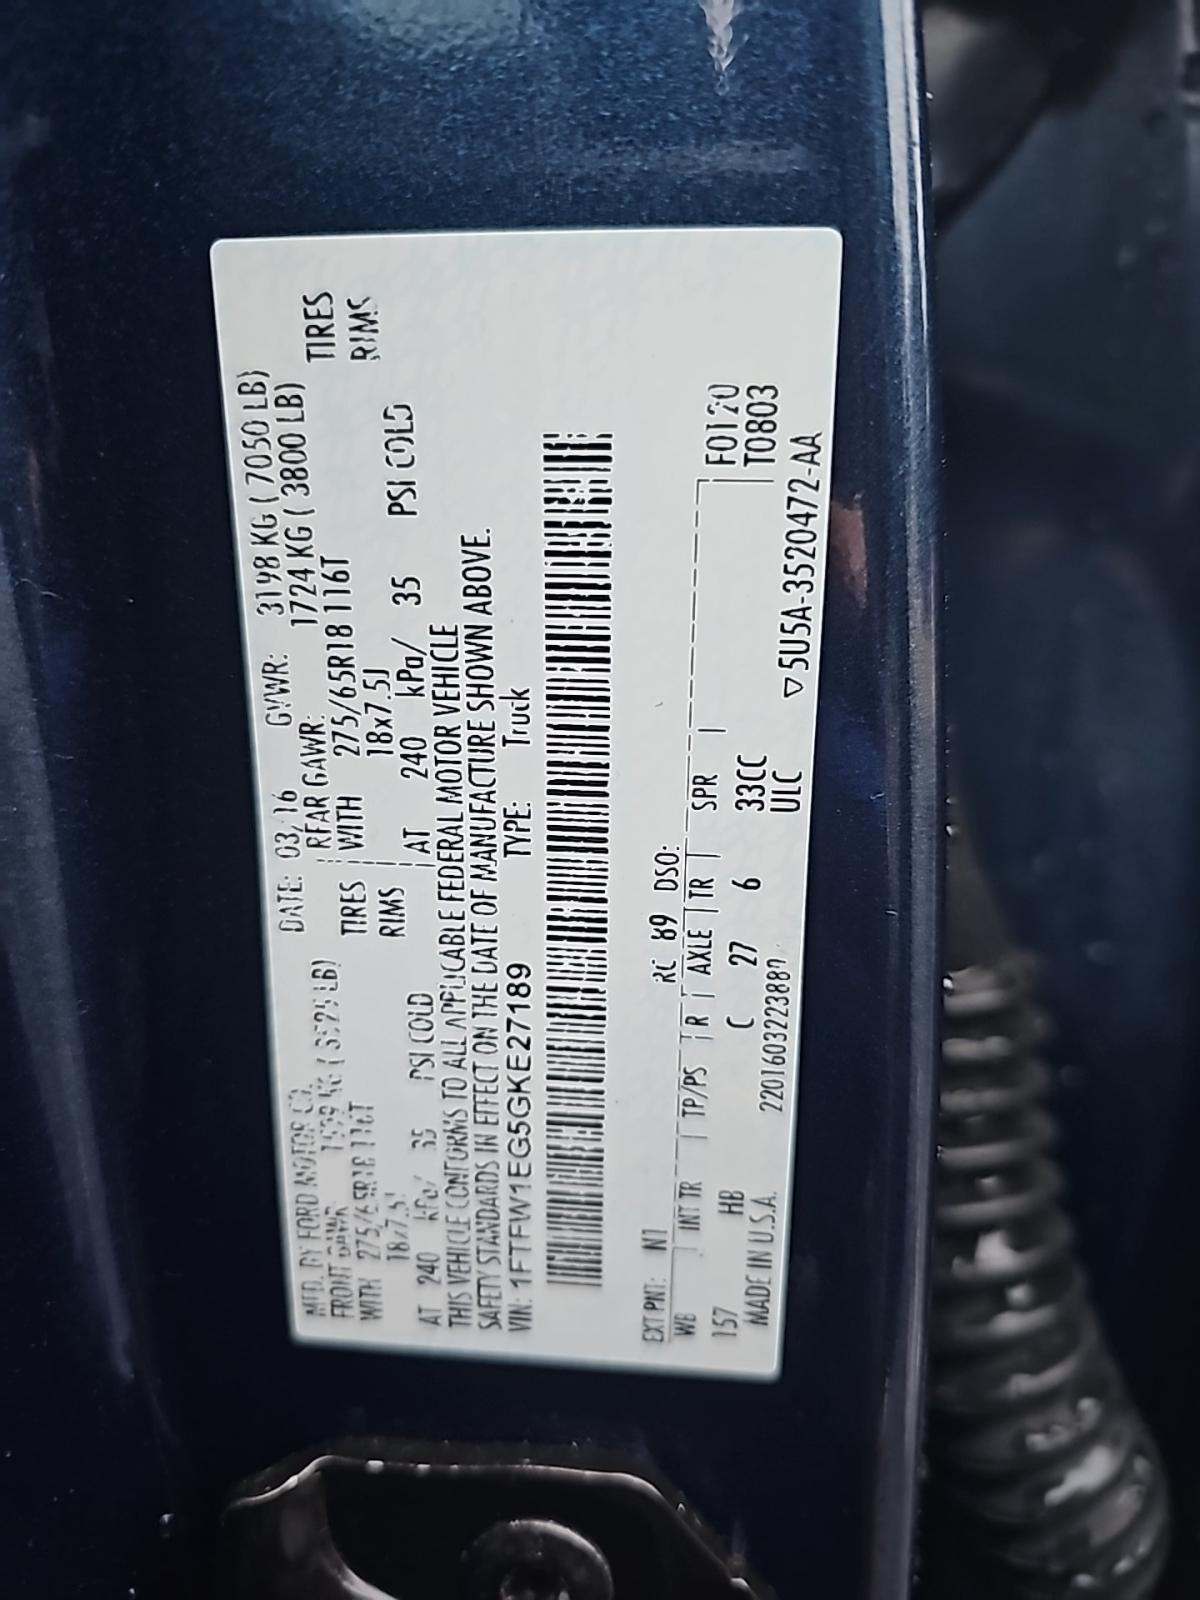 MFD. BY FORD MOTOR CO.
DATE: 03/16 GVWR: 3198 KG ( 7050 LB)
FRONT GAWR: 1599 KG ( 3525 LB)
REAR GAWR: 1724 KG ( 3800 LB)
WITH 275/65R18 116T TIRES
WITH 275/65R18 116T TIRES
18x7.5J RIMS
18x7.5J RIMS
AT 240 kPa/ 35 PSI COLD
AT 240 kPa/ 35 PSI COLD
THIS VEHICLE CONFORMS TO ALL APPLICABLE FEDERAL MOTOR VEHICLE
SAFETY STANDARDS IN EFFECT ON THE DATE OF MANUFACTURE SHOWN ABOVE.
VIN: 1FTFW1EG5GKE27189 TYPE: Truck
EXT PNT: N1 RC 89 DSO:
WB INT TR TP/PS R AXLE TR SPR F0120
157 HB C 27 6 33CC T0803
ULC
MADE IN U.S.A. ▽5U5A-3520472-AA